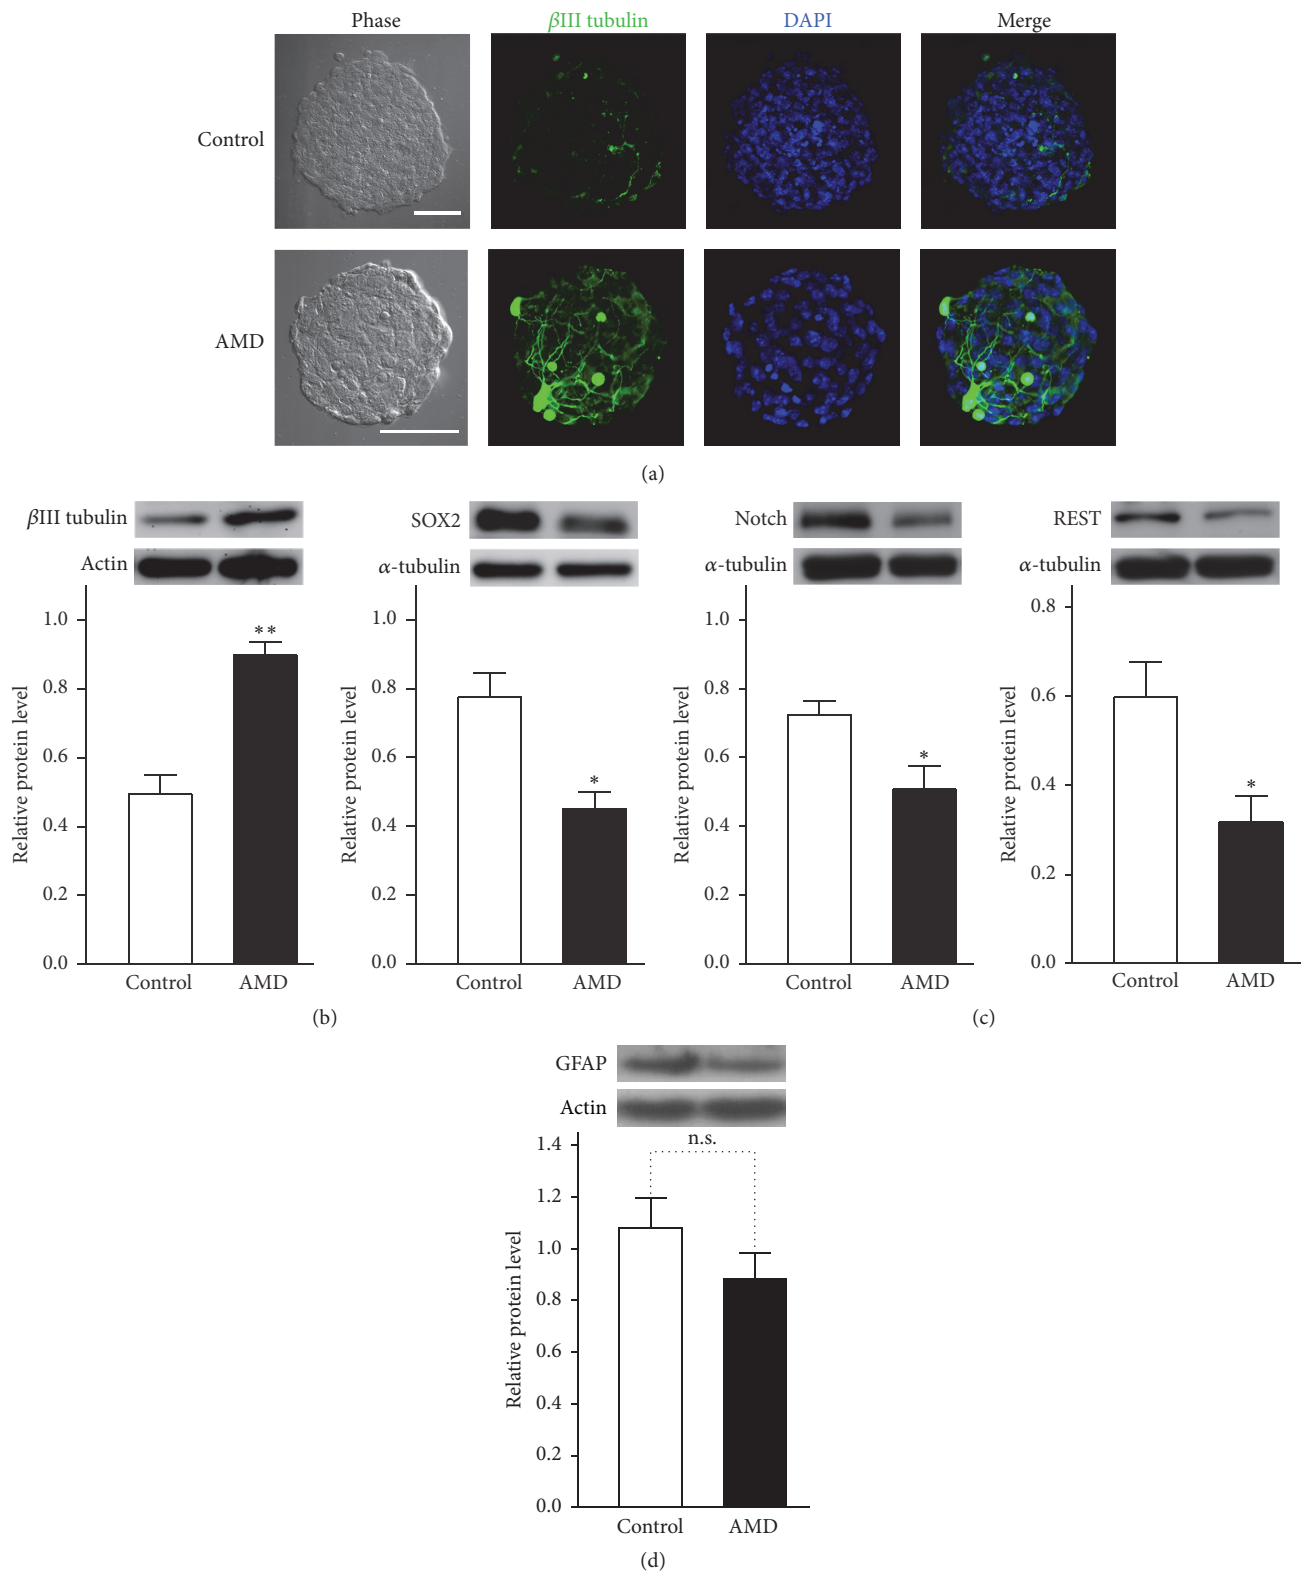 Phase βIII tubulin DAPI Merge
Control
AMD
(a)
βIII tubulin SOX2 Notch REST
Actin α-tubulin α-tubulin α-tubulin
Relative protein level
1.0
0.8
0.6
0.4
0.2
0.0
∗∗
Control AMD
Relative protein level
1.0
0.8
0.6
0.4
0.2
0.0
∗
Control AMD
(b)
Relative protein level
1.0
0.8
0.6
0.4
0.2
0.0
∗
Control AMD
Relative protein level
0.8
0.6
0.4
0.2
0.0
∗
Control AMD
(c)
GFAP
Actin
n.s.
Relative protein level
1.4
1.2
1.0
0.8
0.6
0.4
0.2
0.0
Control AMD
(d)